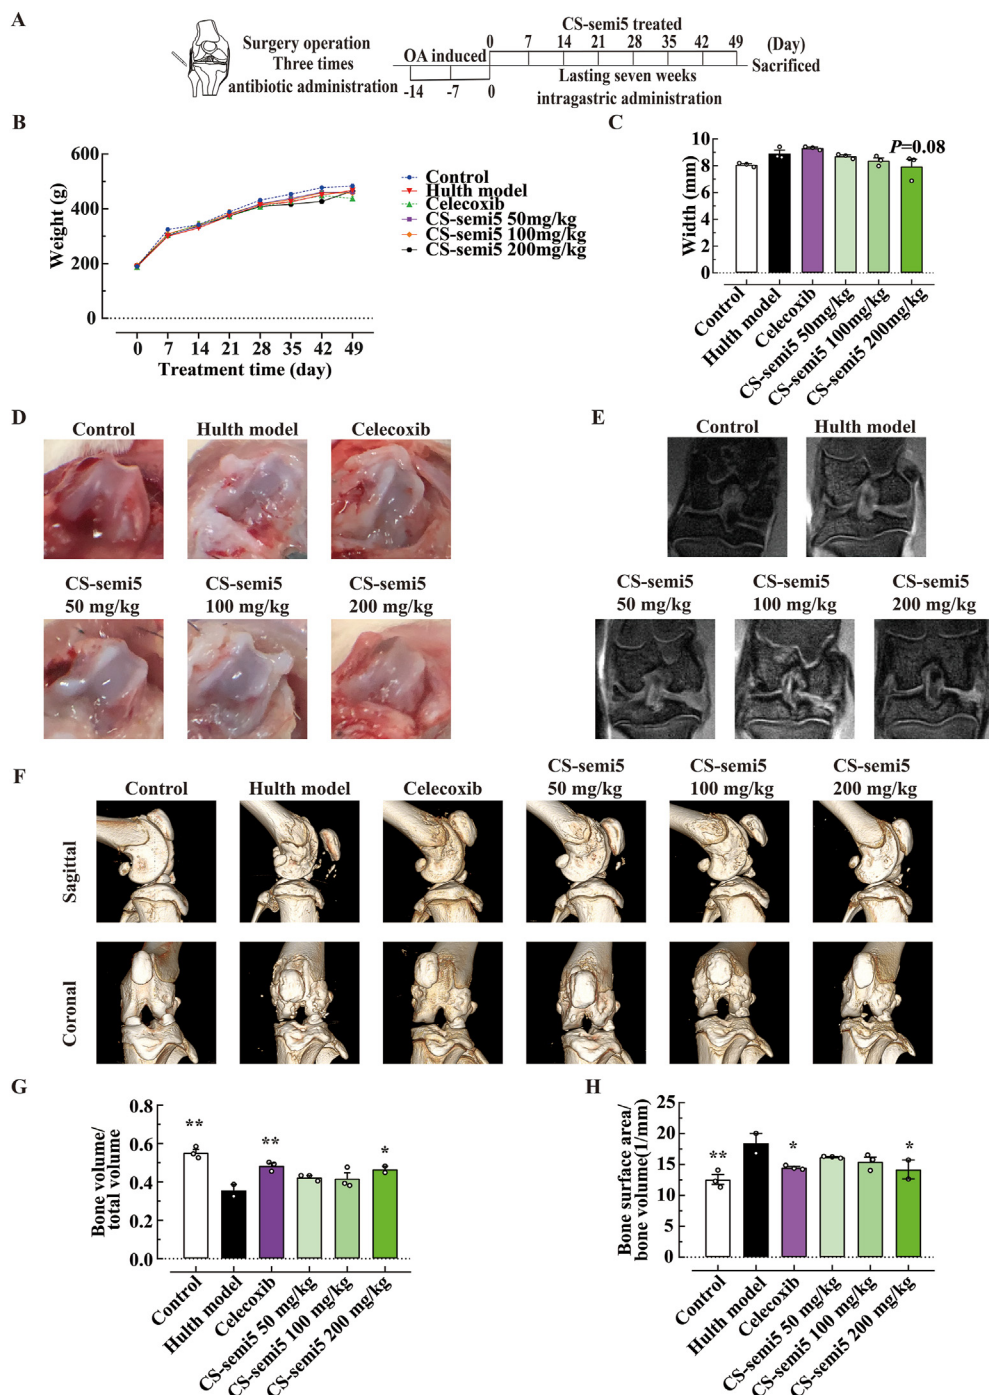 A
Surgery operation
Three times
antibiotic administration
OA induced
-14 -7 0
CS-semi5 treated
0 7 14 21 28 35 42 49
(Day)
Sacrificed
Lasting seven weeks
intragastric administration
B
Weight (g)
600
400
200
0
0 7 14 21 28 35 42 49
Treatment time (day)
Control
Hulth model
Celecoxib
CS-semi5 50mg/kg
CS-semi5 100mg/kg
CS-semi5 200mg/kg
C
Width (mm)
10
8
6
4
2
0
P=0.08
Control
Hulth model
Celecoxib
CS-semi5 50mg/kg
CS-semi5 100mg/kg
CS-semi5 200mg/kg
D
Control Hulth model Celecoxib
CS-semi5 CS-semi5 CS-semi5
50 mg/kg 100 mg/kg 200 mg/kg
E
Control Hulth model
CS-semi5 CS-semi5 CS-semi5
50 mg/kg 100 mg/kg 200 mg/kg
F
Control Hulth model Celecoxib
CS-semi5 CS-semi5 CS-semi5
50 mg/kg 100 mg/kg 200 mg/kg
Sagittal
Coronal
G
Bone volume/
total volume
0.8
0.6
0.4
0.2
0.0
** ** *
Control
Hulth model
Celecoxib
CS-semi5 50 mg/kg
CS-semi5 100 mg/kg
CS-semi5 200 mg/kg
H
Bone surface area/
bone volume(1/mm)
25
20
15
10
5
0
** * *
Control
Hulth model
Celecoxib
CS-semi5 50 mg/kg
CS-semi5 100 mg/kg
CS-semi5 200 mg/kg